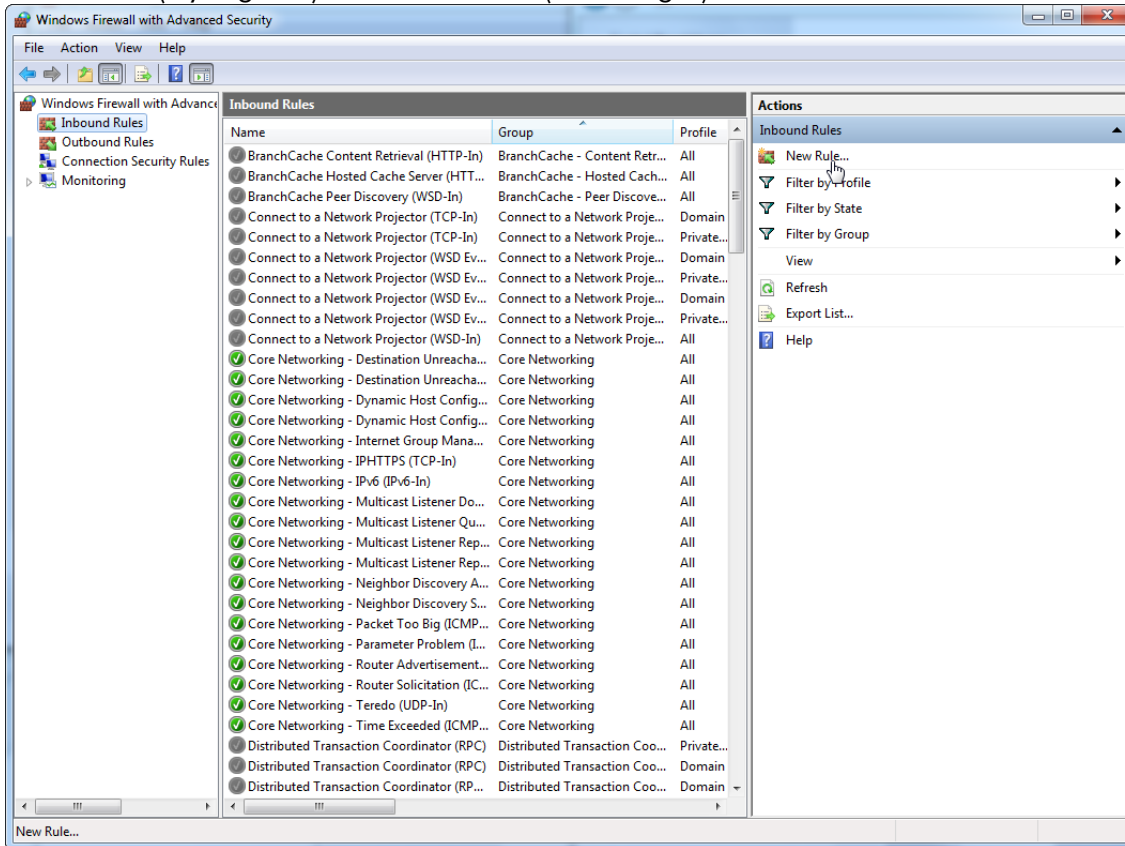 Windows Firewall with Advanced Security
File Action View Help
Windows Firewall with Advance
Inbound Rules
Outbound Rules
Connection Security Rules
Monitoring
Inbound Rules
Name Group Profile
BranchCache Content Retrieval (HTTP-In) BranchCache - Content Retr... All
BranchCache Hosted Cache Server (HTT... BranchCache - Hosted Cach... All
BranchCache Peer Discovery (WSD-In) BranchCache - Peer Discove... All
Connect to a Network Projector (TCP-In) Connect to a Network Proje... Domain
Connect to a Network Projector (TCP-In) Connect to a Network Proje... Private...
Connect to a Network Projector (WSD Ev... Connect to a Network Proje... Domain
Connect to a Network Projector (WSD Ev... Connect to a Network Proje... Private...
Connect to a Network Projector (WSD Ev... Connect to a Network Proje... Domain
Connect to a Network Projector (WSD Ev... Connect to a Network Proje... Private...
Connect to a Network Projector (WSD-In) Connect to a Network Proje... All
Core Networking - Destination Unreacha... Core Networking All
Core Networking - Destination Unreacha... Core Networking All
Core Networking - Dynamic Host Config... Core Networking All
Core Networking - Dynamic Host Config... Core Networking All
Core Networking - Internet Group Mana... Core Networking All
Core Networking - IPHTTPS (TCP-In) Core Networking All
Core Networking - IPv6 (IPv6-In) Core Networking All
Core Networking - Multicast Listener Do... Core Networking All
Core Networking - Multicast Listener Qu... Core Networking All
Core Networking - Multicast Listener Rep... Core Networking All
Core Networking - Multicast Listener Rep... Core Networking All
Core Networking - Neighbor Discovery A... Core Networking All
Core Networking - Neighbor Discovery S... Core Networking All
Core Networking - Packet Too Big (ICMP... Core Networking All
Core Networking - Parameter Problem (I... Core Networking All
Core Networking - Router Advertisement... Core Networking All
Core Networking - Router Solicitation (IC... Core Networking All
Core Networking - Teredo (UDP-In) Core Networking All
Core Networking - Time Exceeded (ICMP... Core Networking All
Distributed Transaction Coordinator (RPC) Distributed Transaction Coo... Private...
Distributed Transaction Coordinator (RPC) Distributed Transaction Coo... Domain
Distributed Transaction Coordinator (RP... Distributed Transaction Coo... Domain
Actions
Inbound Rules
New Rule...
Filter by Profile
Filter by State
Filter by Group
View
Refresh
Export List...
Help
New Rule...